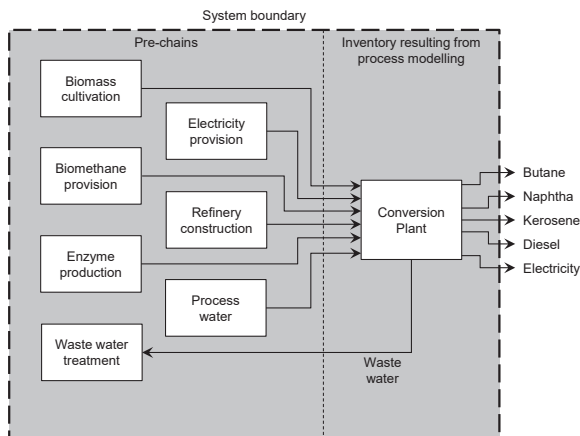 System boundary
Pre-chains
Inventory resulting from
process modelling
Biomass
cultivation
Electricity
provision
Biomethane
provision
Refinery
construction
Enzyme
production
Process
water
Waste water
treatment
Conversion
Plant
Waste
water
Butane
Naphtha
Kerosene
Diesel
Electricity